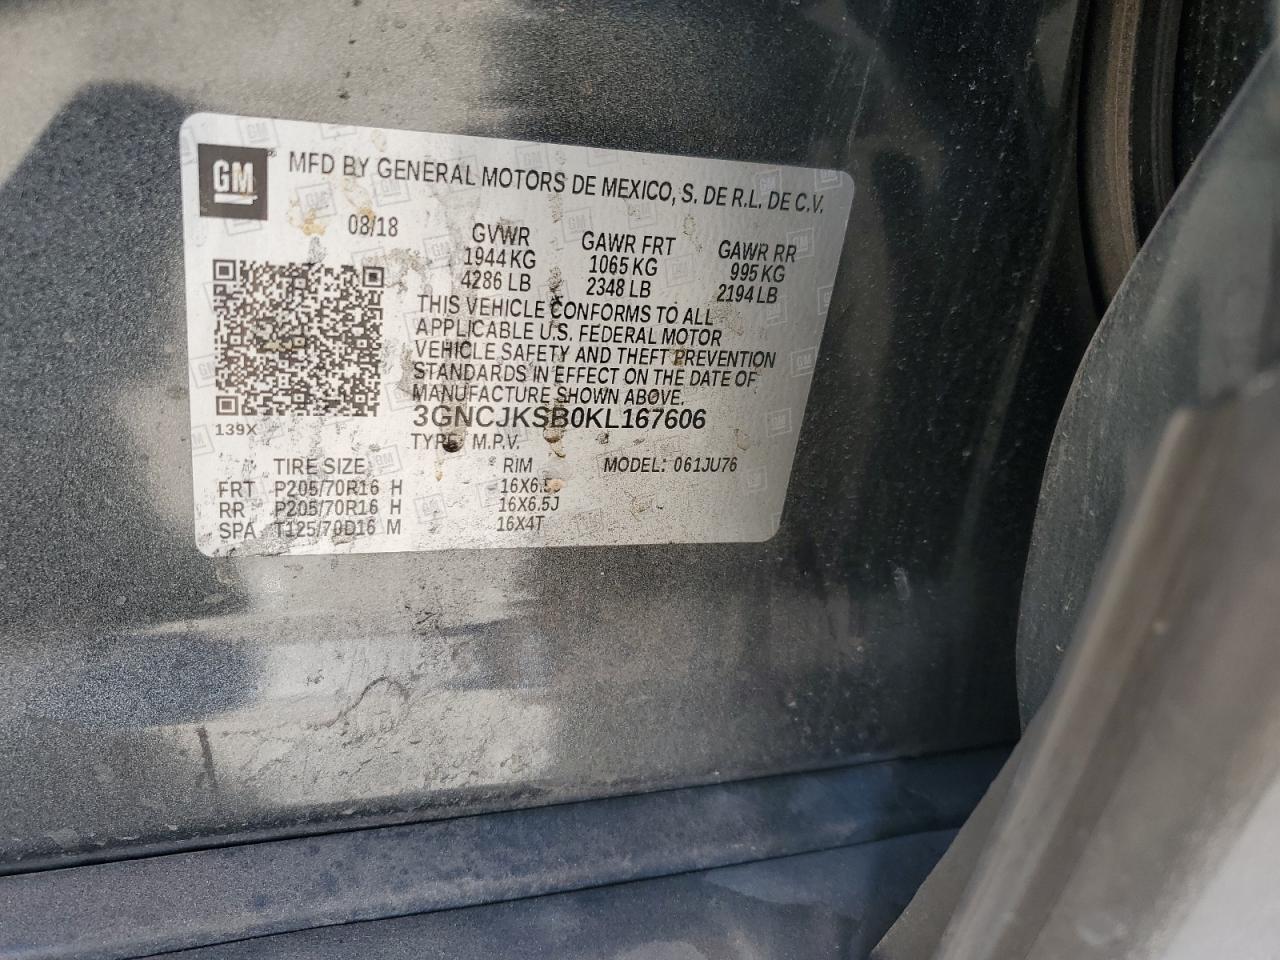 GM
MFD BY GENERAL MOTORS DE MEXICO, S. DE R.L. DE C.V.
08/18
GVWR GAWR FRT GAWR RR
1944 KG 1065 KG 995 KG
4286 LB 2348 LB 2194 LB
THIS VEHICLE CONFORMS TO ALL
APPLICABLE U.S. FEDERAL MOTOR
VEHICLE SAFETY AND THEFT PREVENTION
STANDARDS IN EFFECT ON THE DATE OF
MANUFACTURE SHOWN ABOVE.
3GNCJKSB0KL167606
139X
TYPE: M.P.V.
TIRE SIZE RIM MODEL: 061JU76
FRT P205/70R16 H 16X6.5J
RR P205/70R16 H 16X6.5J
SPA T125/70D16 M 16X4T